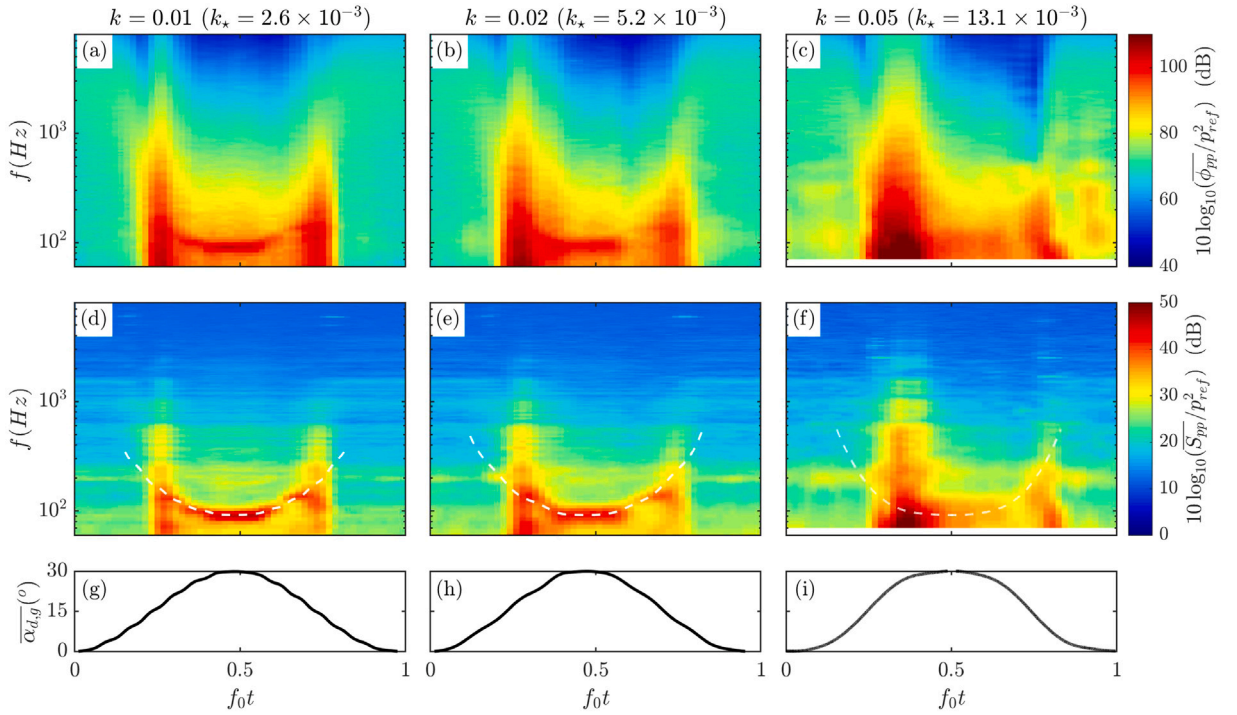 k = 0.01 (k⋆ = 2.6 × 10⁻³)
k = 0.02 (k⋆ = 5.2 × 10⁻³)
k = 0.05 (k⋆ = 13.1 × 10⁻³)
(a)
(b)
(c)
f(Hz)
10³
10²
100
80
60
40
10 log₁₀(ϕ̅p̅p̅/p²ref) (dB)
(d)
(e)
(f)
f(Hz)
10³
10²
50
40
30
20
10
0
10 log₁₀(S̅p̅p̅/p²ref) (dB)
(g)
(h)
(i)
α̅d,g(°)
30
15
0
0 0.5 1
0 0.5 1
0 0.5 1
f₀t
f₀t
f₀t